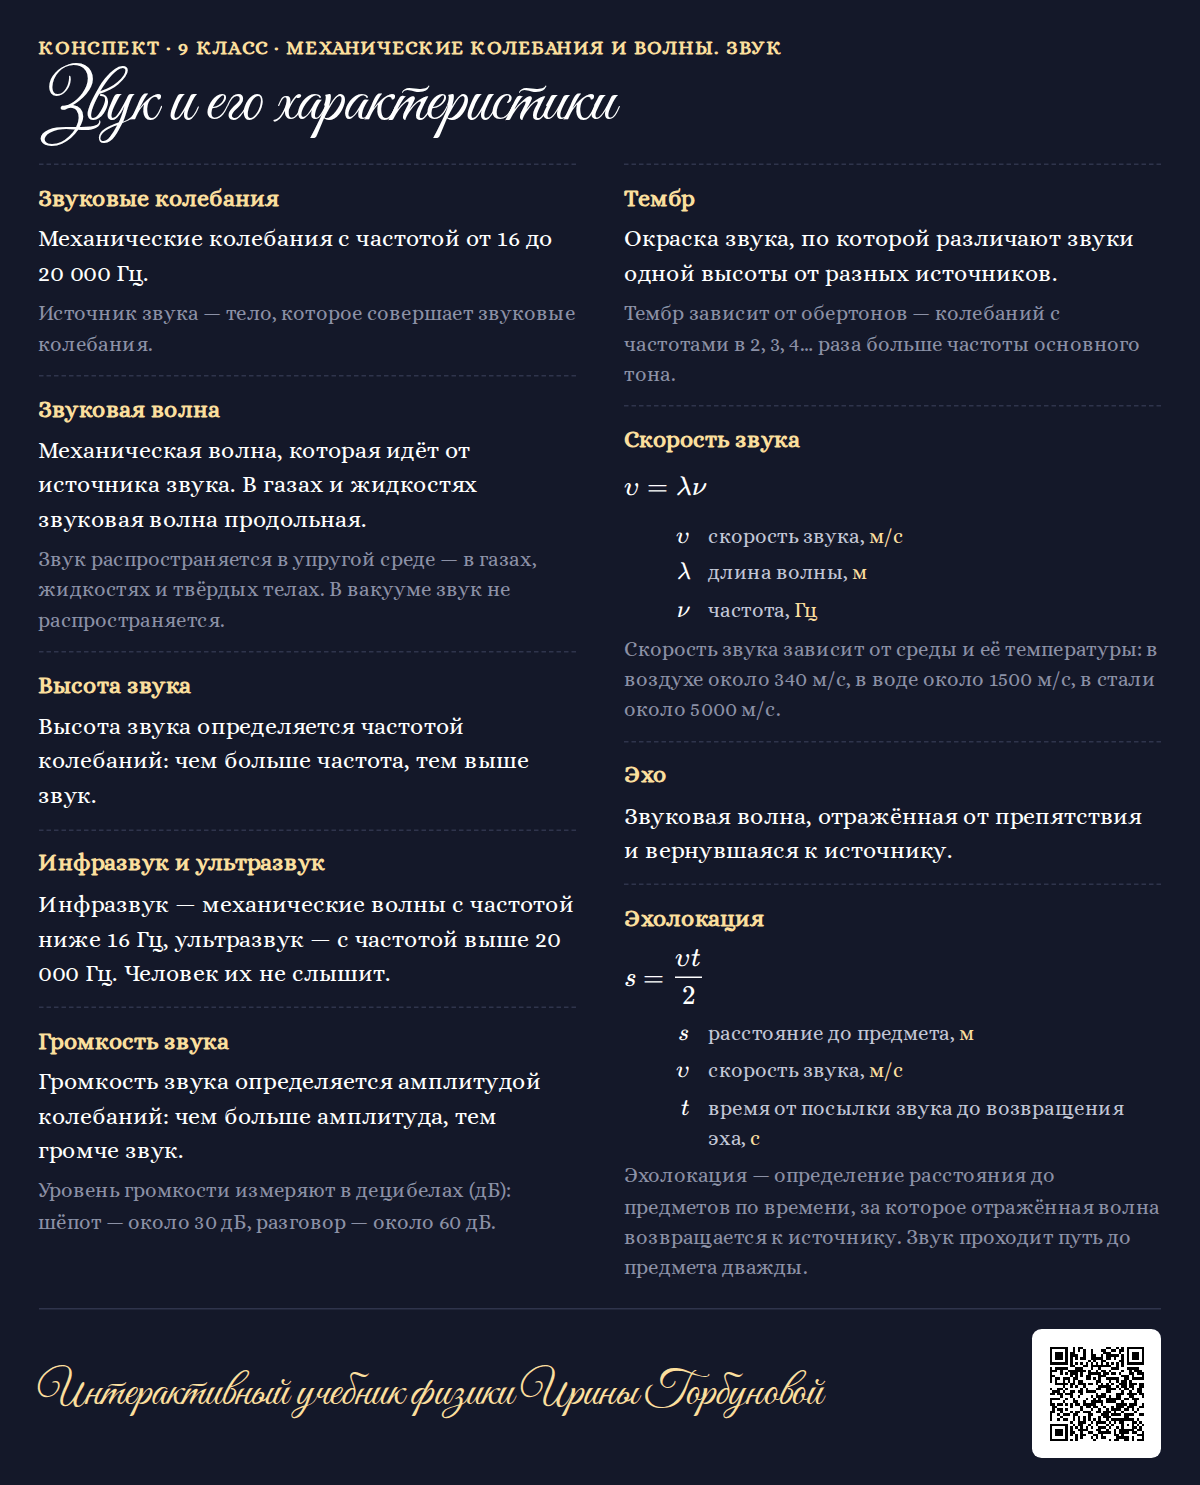 КОНСПЕКТ · 9 КЛАСС · МЕХАНИЧЕСКИЕ КОЛЕБАНИЯ И ВОЛНЫ. ЗВУК
Звук и его характеристики
Звуковые колебания
Механические колебания с частотой от 16 до
20 000 Гц.
Источник звука — тело, которое совершает звуковые
колебания.
Звуковая волна
Механическая волна, которая идёт от
источника звука. В газах и жидкостях
звуковая волна продольная.
Звук распространяется в упругой среде — в газах,
жидкостях и твёрдых телах. В вакууме звук не
распространяется.
Высота звука
Высота звука определяется частотой
колебаний: чем больше частота, тем выше
звук.
Инфразвук и ультразвук
Инфразвук — механические волны с частотой
ниже 16 Гц, ультразвук — с частотой выше 20
000 Гц. Человек их не слышит.
Громкость звука
Громкость звука определяется амплитудой
колебаний: чем больше амплитуда, тем
громче звук.
Уровень громкости измеряют в децибелах (дБ):
шёпот — около 30 дБ, разговор — около 60 дБ.
Тембр
Окраска звука, по которой различают звуки
одной высоты от разных источников.
Тембр зависит от обертонов — колебаний с
частотами в 2, 3, 4... раза больше частоты основного
тона.
Скорость звука
υ = λν
υ скорость звука, м/с
λ длина волны, м
ν частота, Гц
Скорость звука зависит от среды и её температуры: в
воздухе около 340 м/с, в воде около 1500 м/с, в стали
около 5000 м/с.
Эхо
Звуковая волна, отражённая от препятствия
и вернувшаяся к источнику.
Эхолокация
s = υt/2
s расстояние до предмета, м
υ скорость звука, м/с
t время от посылки звука до возвращения
эха, с
Эхолокация — определение расстояния до
предметов по времени, за которое отражённая волна
возвращается к источнику. Звук проходит путь до
предмета дважды.
Интерактивный учебник физики Ирины Горбуновой